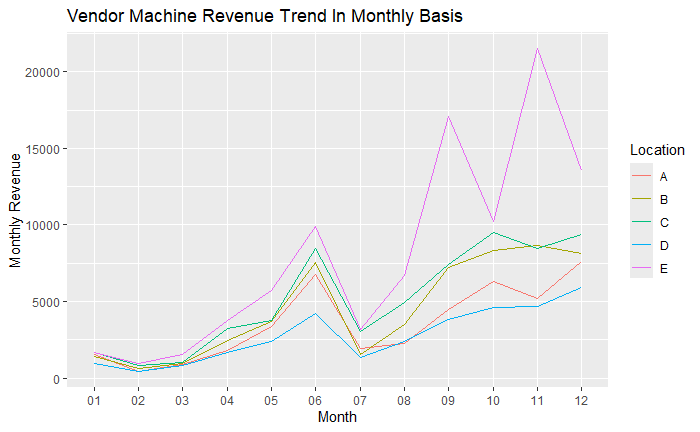 Vendor Machine Revenue Trend In Monthly Basis
Monthly Revenue
20000
15000
10000
5000
0
01 02 03 04 05 06 07 08 09 10 11 12
Month
Location
A
B
C
D
E